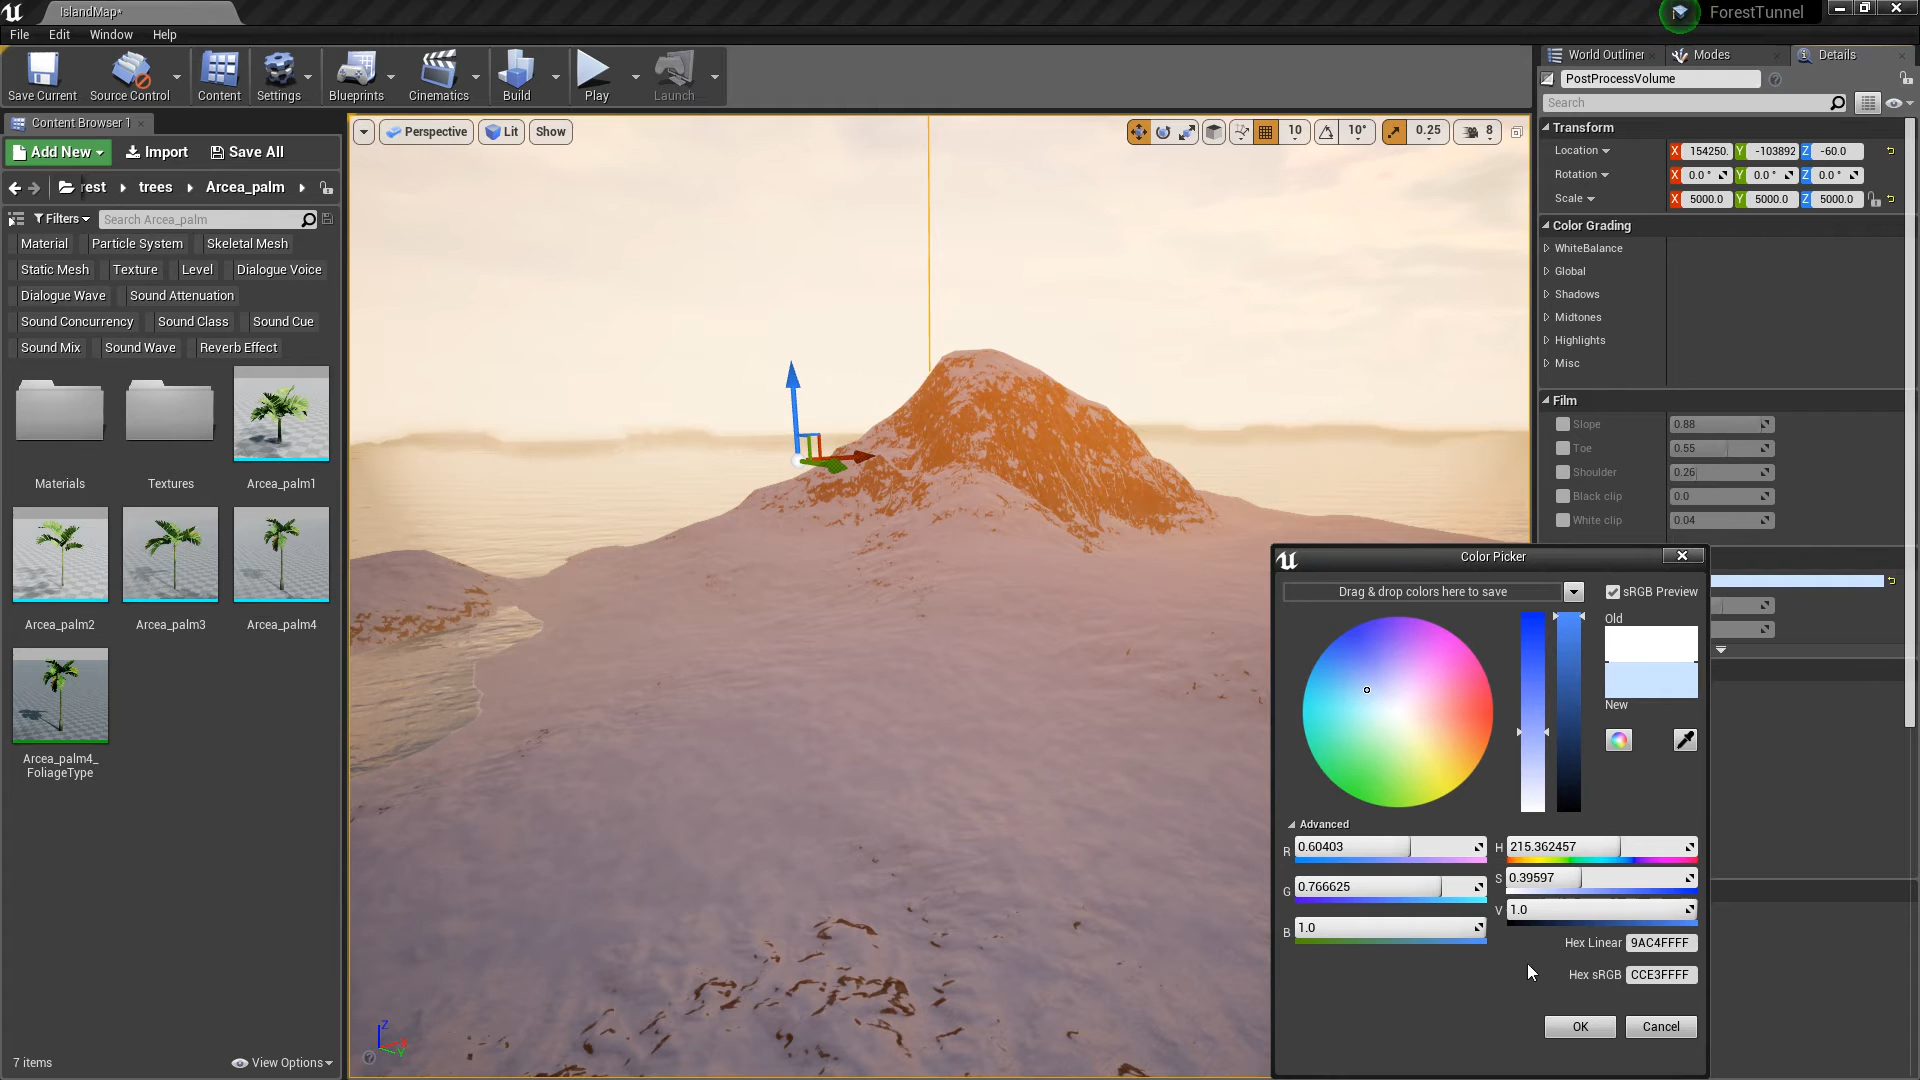 IslandMap*
ForestTunnel
File Edit Window Help
Save Current
Source Control
Content
Settings
Blueprints
Cinematics
Build
Play
Launch
World Outliner
Modes
Details
PostProcessVolume
Search
Content Browser 1
Add New
Import
Save All
rest
trees
Arcea_palm
Filters
Search Arcea_palm
Material Particle System Skeletal Mesh
Static Mesh Texture Level Dialogue Voice
Dialogue Wave Sound Attenuation
Sound Concurrency Sound Class Sound Cue
Sound Mix Sound Wave Reverb Effect
Materials
Textures
Arcea_palm1
Arcea_palm2
Arcea_palm3
Arcea_palm4
Arcea_palm4_
FoliageType
7 items
View Options
Perspective
Lit
Show
10
10°
0.25
8
Z
X
Y
Transform
Location X 154250. Y -103892 Z -60.0
Rotation X 0.0 ° Y 0.0 ° Z 0.0 °
Scale X 5000.0 Y 5000.0 Z 5000.0
Color Grading
WhiteBalance
Global
Shadows
Midtones
Highlights
Misc
Film
Slope 0.88
Toe 0.55
Shoulder 0.26
Black clip 0.0
White clip 0.04
Color Picker
Drag & drop colors here to save
sRGB Preview
Old
New
Advanced
R 0.60403
G 0.766625
B 1.0
H 215.362457
S 0.39597
V 1.0
Hex Linear 9AC4FFFF
Hex sRGB CCE3FFFF
OK
Cancel